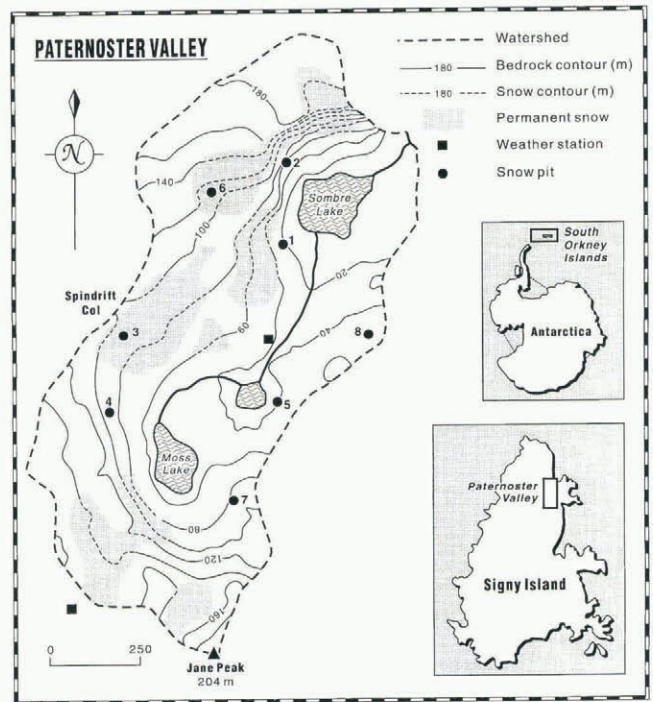 PATERNOSTER VALLEY
Watershed
180 Bedrock contour (m)
180 Snow contour (m)
Permanent snow
Weather station
Snow pit
N
180
140
100
2
6
Sombre
Lake
1
20
Spindrift
Col
3
60
40
8
4
5
Moss
Lake
7
80
120
160
0 250
Jane Peak
204 m
South
Orkney
Islands
Antarctica
Paternoster
Valley
Signy Island